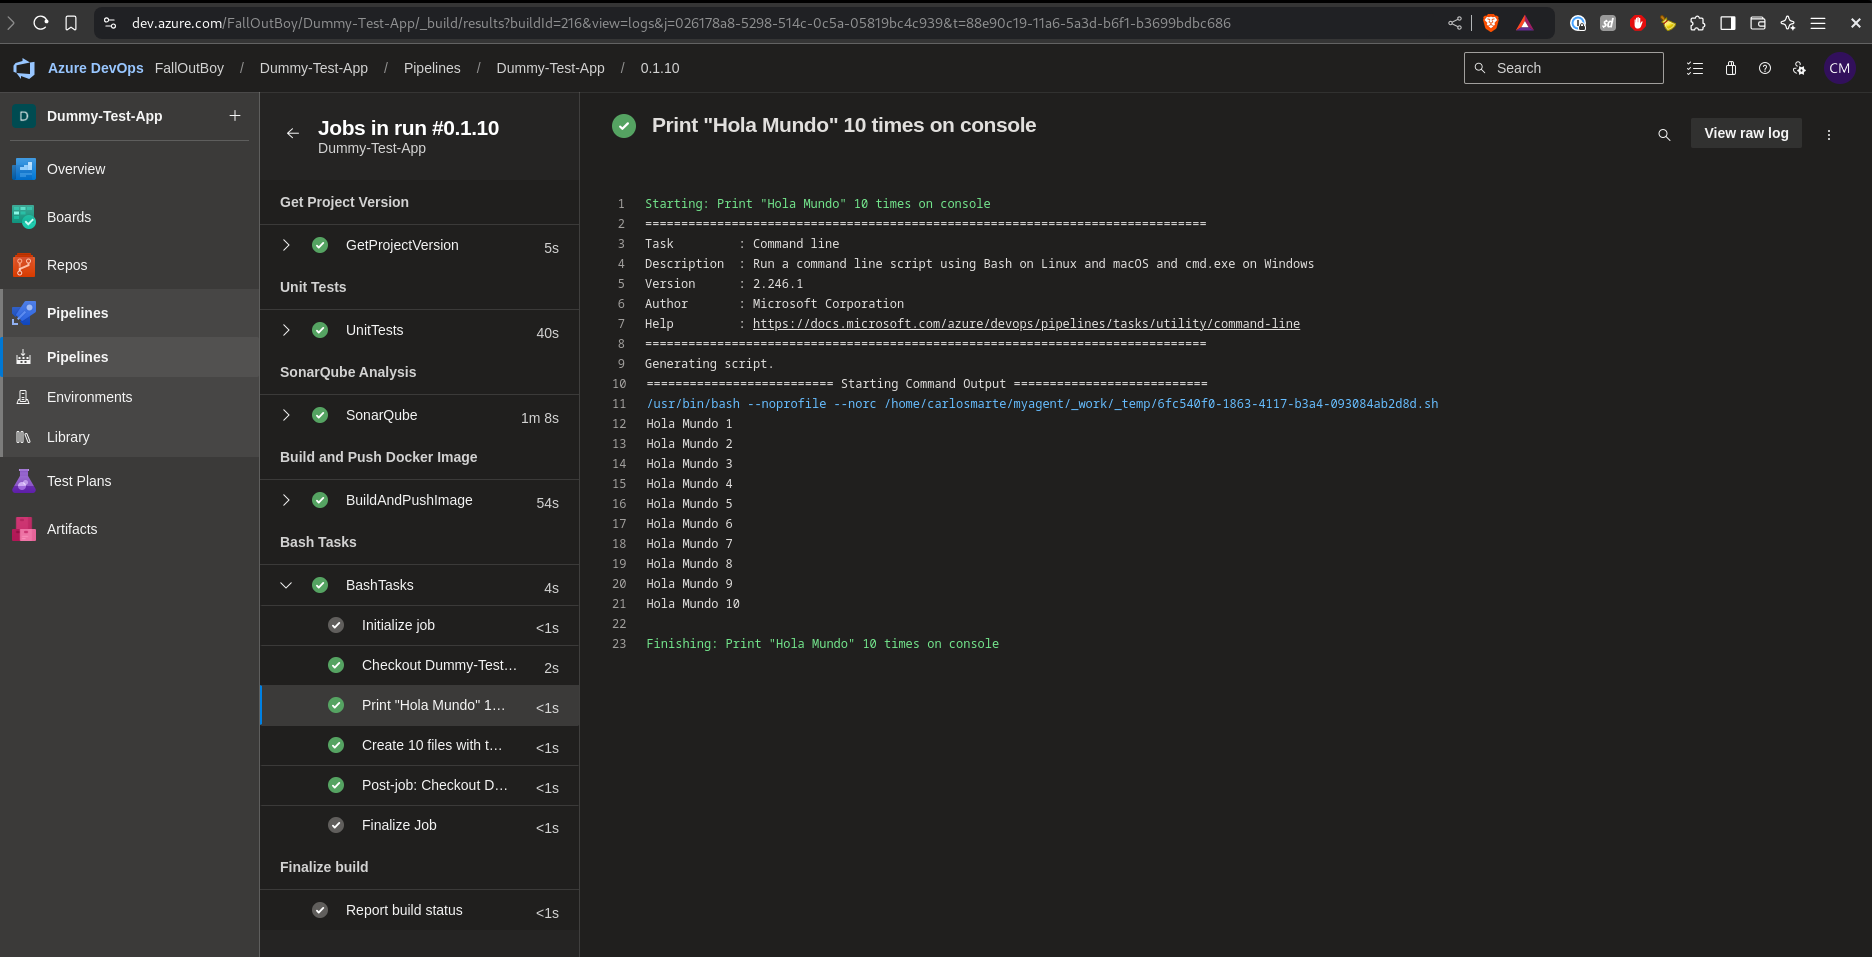 dev.azure.com/FallOutBoy/Dummy-Test-App/_build/results?buildId=216&view=logs&j=026178a8-5298-514c-0c5a-05819bc4c939&t=88e90c19-11a6-5a3d-b6f1-b3699bdbc686
Azure DevOps FallOutBoy / Dummy-Test-App / Pipelines / Dummy-Test-App / 0.1.10
Search
CM
D Dummy-Test-App
Overview
Boards
Repos
Pipelines
Pipelines
Environments
Library
Test Plans
Artifacts
Jobs in run #0.1.10
Dummy-Test-App
Get Project Version
GetProjectVersion 5s
Unit Tests
UnitTests 40s
SonarQube Analysis
SonarQube 1m 8s
Build and Push Docker Image
BuildAndPushImage 54s
Bash Tasks
BashTasks 4s
Initialize job <1s
Checkout Dummy-Test… 2s
Print "Hola Mundo" 1… <1s
Create 10 files with t… <1s
Post-job: Checkout D… <1s
Finalize Job <1s
Finalize build
Report build status <1s
Print "Hola Mundo" 10 times on console
View raw log
1 Starting: Print "Hola Mundo" 10 times on console
2 ==============================================================================
3 Task         : Command line
4 Description  : Run a command line script using Bash on Linux and macOS and cmd.exe on Windows
5 Version      : 2.246.1
6 Author       : Microsoft Corporation
7 Help         : https://docs.microsoft.com/azure/devops/pipelines/tasks/utility/command-line
8 ==============================================================================
9 Generating script.
10 ========================== Starting Command Output ===========================
11 /usr/bin/bash --noprofile --norc /home/carlosmarte/myagent/_work/_temp/6fc540f0-1863-4117-b3a4-093084ab2d8d.sh
12 Hola Mundo 1
13 Hola Mundo 2
14 Hola Mundo 3
15 Hola Mundo 4
16 Hola Mundo 5
17 Hola Mundo 6
18 Hola Mundo 7
19 Hola Mundo 8
20 Hola Mundo 9
21 Hola Mundo 10
22
23 Finishing: Print "Hola Mundo" 10 times on console